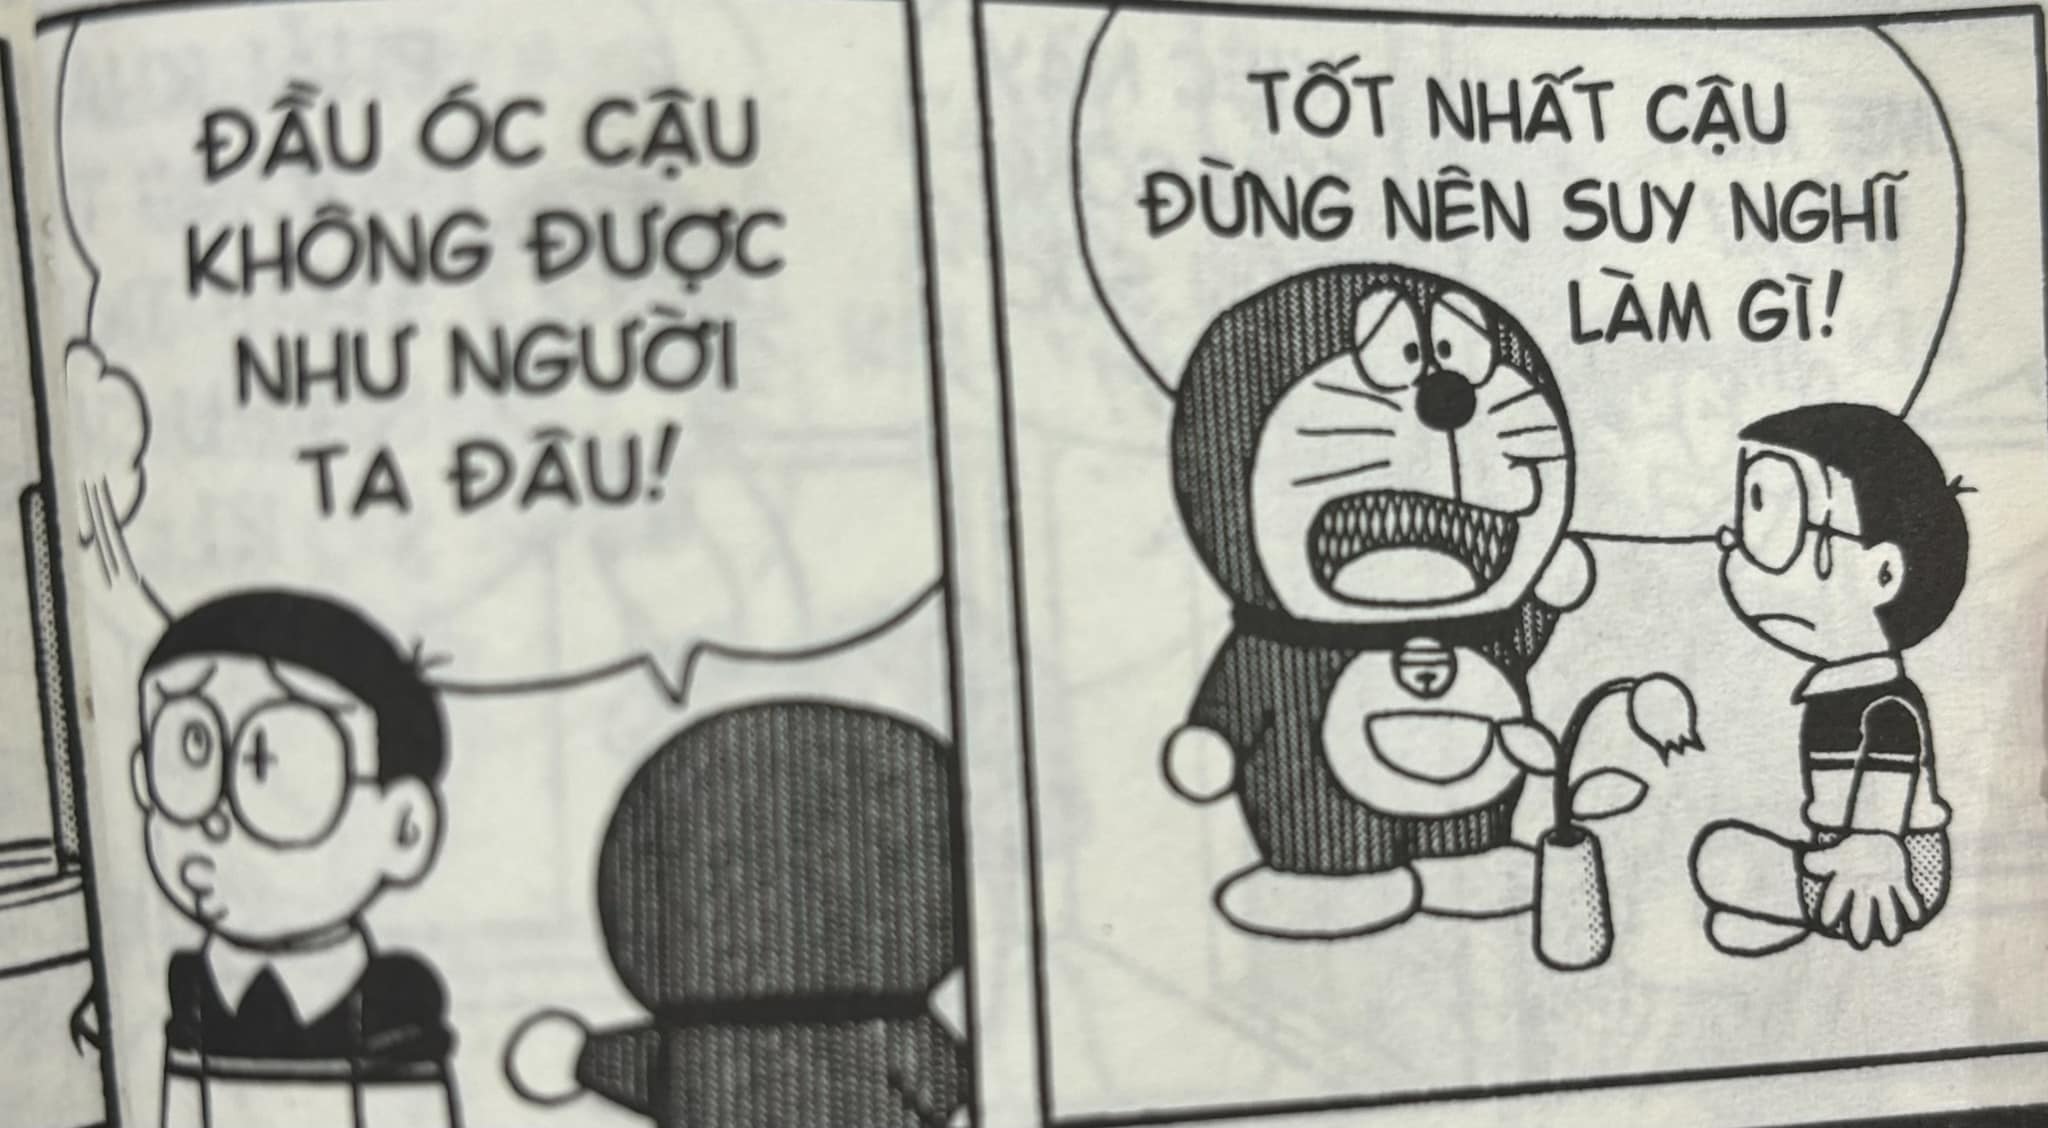 ĐẦU ÓC CẬU
KHÔNG ĐƯỢC
NHƯ NGƯỜI
TA ĐÂU!
TỐT NHẤT CẬU
ĐỪNG NÊN SUY NGHĨ
LÀM GÌ!